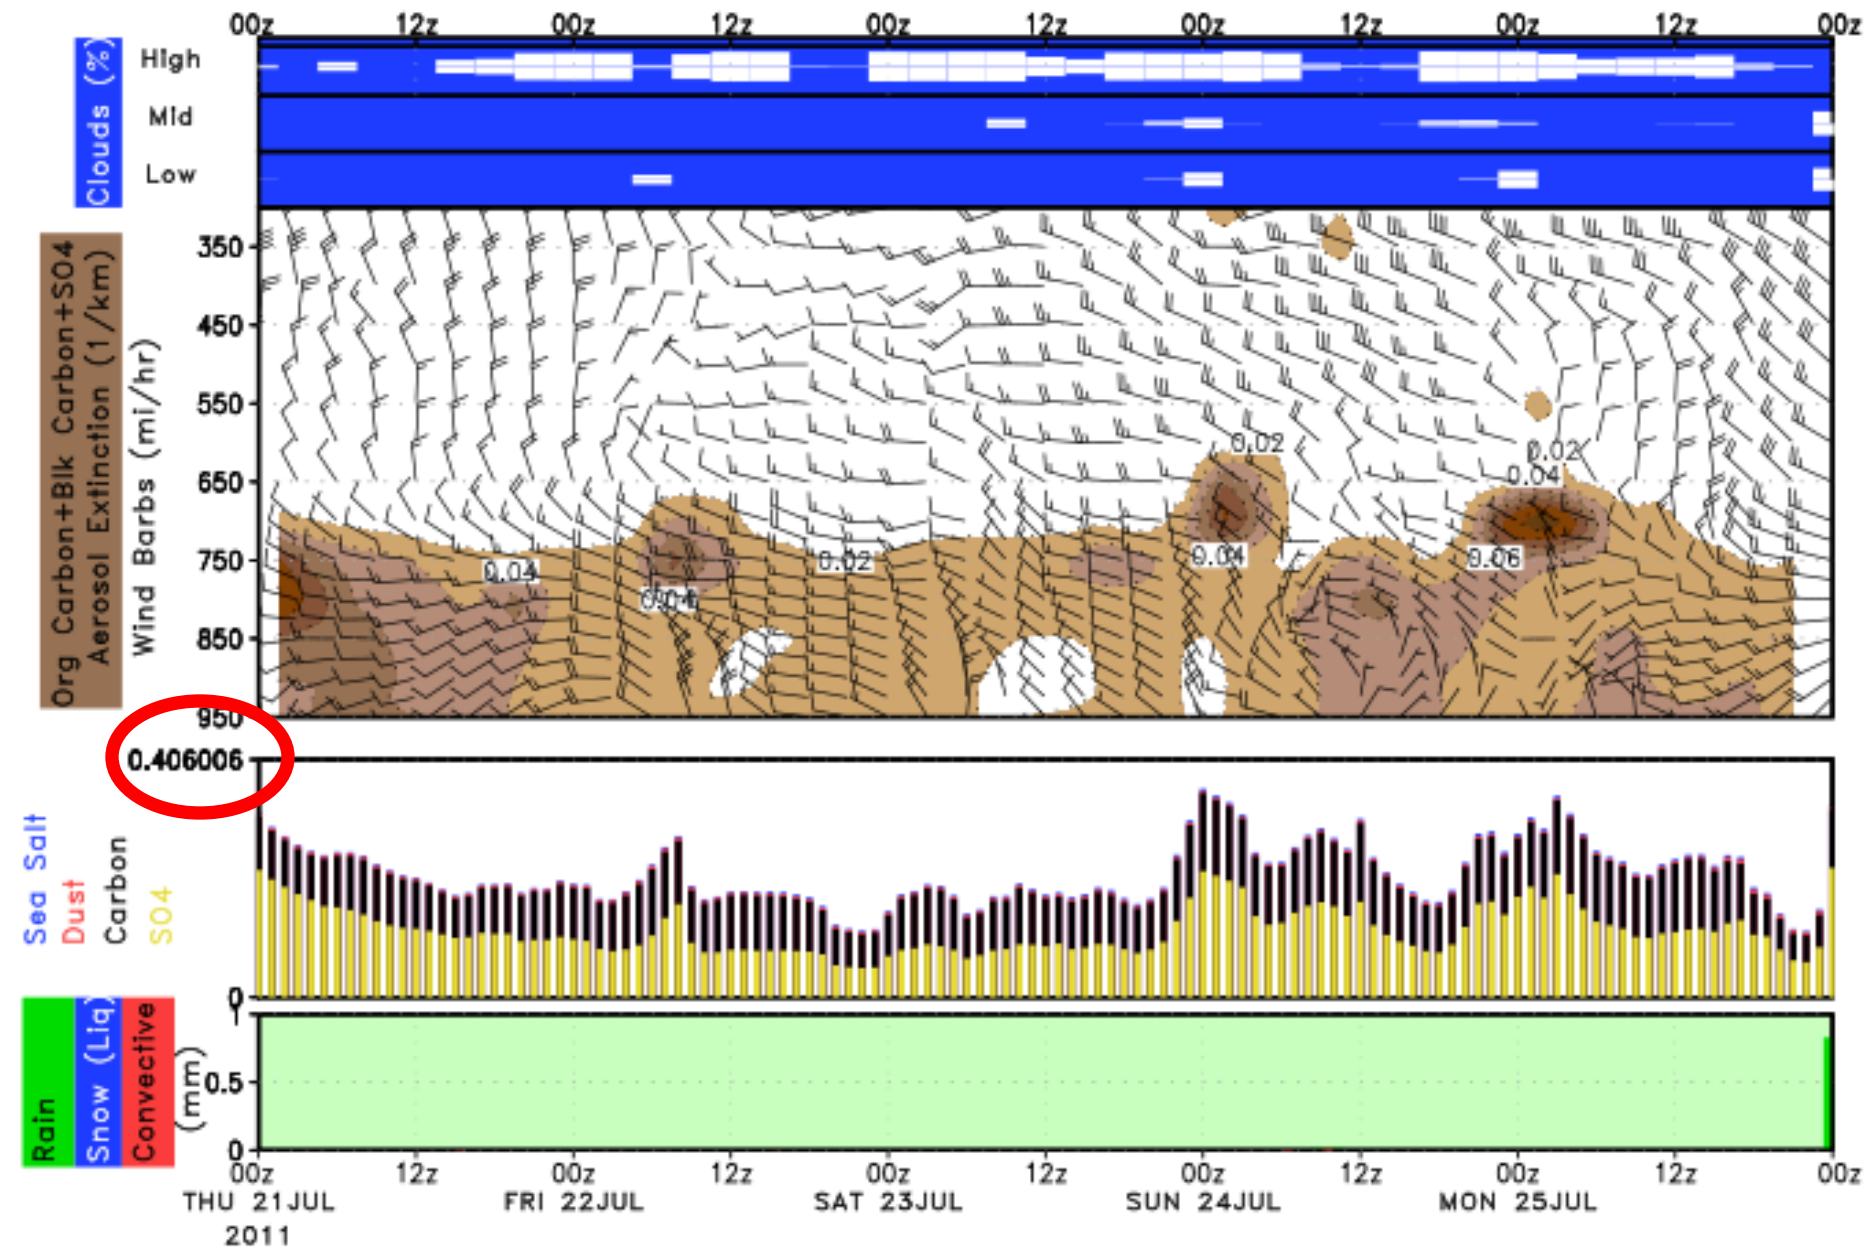 00z 12z 00z 12z 00z 12z 00z 12z 00z 12z 00z
Clouds (%)
High
Mid
Low
Org Carbon+Blk Carbon+SO4
Aerosol Extinction (1/km)
Wind Barbs (mi/hr)
350
450
550
650
750
850
950
0.02
0.02
0.04
0.04
0.02
0.04
0.06
0.406006
Sea Salt
Dust
Carbon
SO4
0
Rain
Snow (Liq)
Convective
(mm)
1
0.5
0
00z 12z 00z 12z 00z 12z 00z 12z 00z 12z 00z
THU 21JUL FRI 22JUL SAT 23JUL SUN 24JUL MON 25JUL
2011